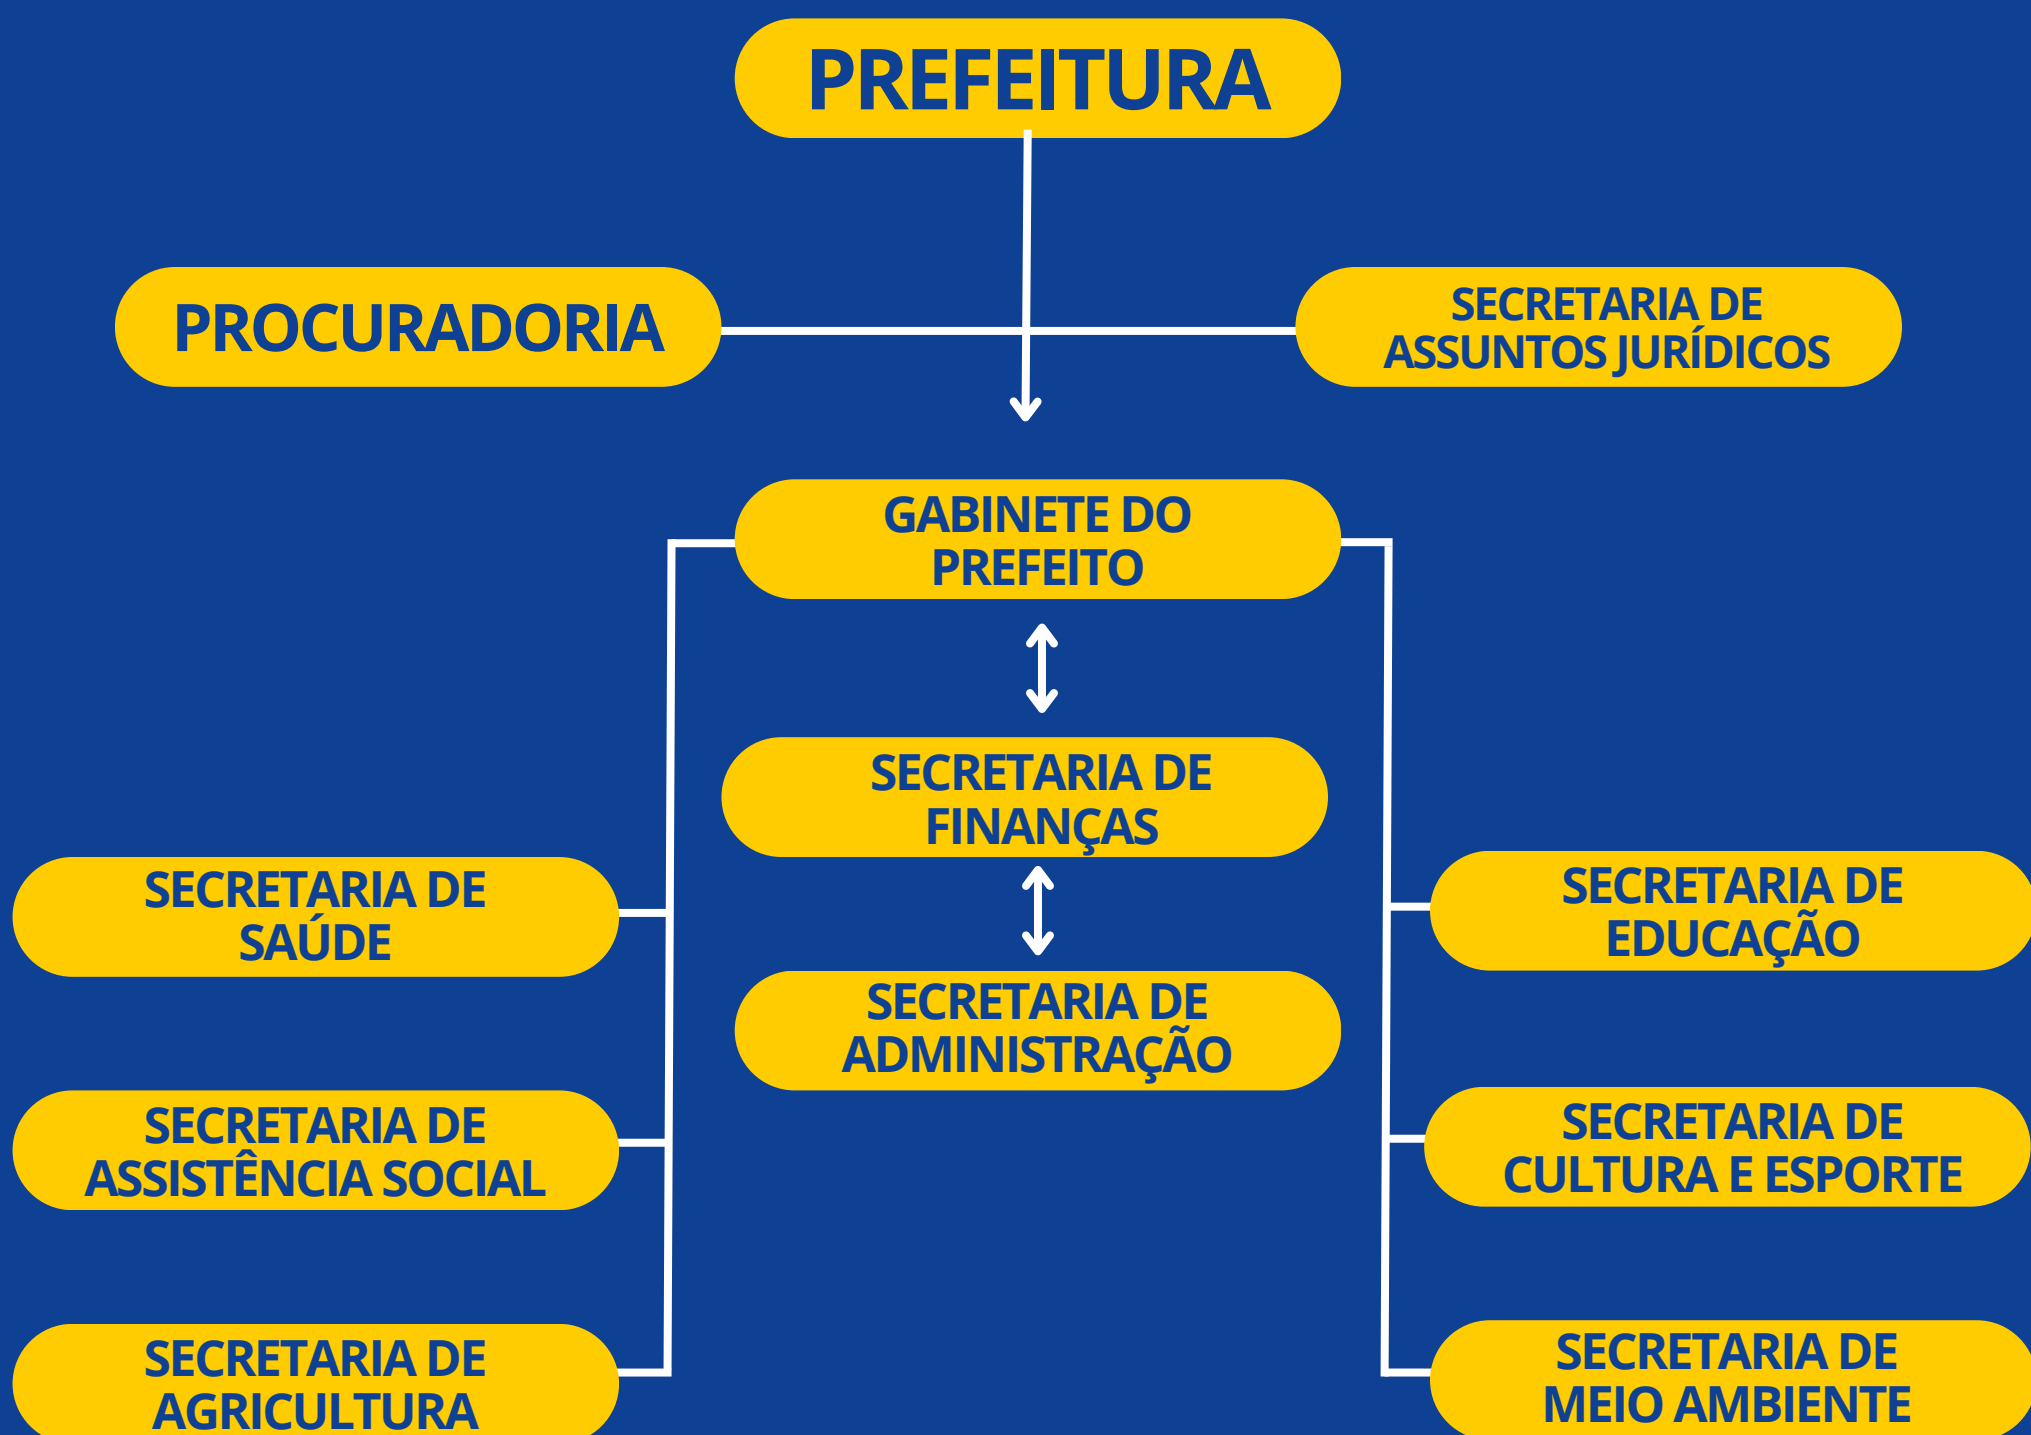 PREFEITURA
PROCURADORIA
SECRETARIA DE
ASSUNTOS JURÍDICOS
GABINETE DO
PREFEITO
SECRETARIA DE
FINANÇAS
SECRETARIA DE
SAÚDE
SECRETARIA DE
EDUCAÇÃO
SECRETARIA DE
ADMINISTRAÇÃO
SECRETARIA DE
ASSISTÊNCIA SOCIAL
SECRETARIA DE
CULTURA E ESPORTE
SECRETARIA DE
AGRICULTURA
SECRETARIA DE
MEIO AMBIENTE